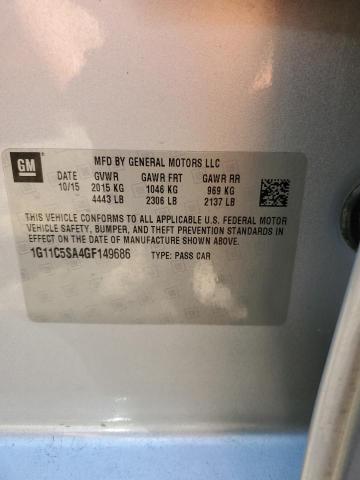 GM
MFD BY GENERAL MOTORS LLC
DATE GVWR GAWR FRT GAWR RR
10/15 2015 KG 1046 KG 969 KG
4443 LB 2306 LB 2137 LB
THIS VEHICLE CONFORMS TO ALL APPLICABLE U.S. FEDERAL MOTOR
VEHICLE SAFETY, BUMPER, AND THEFT PREVENTION STANDARDS
IN EFFECT ON THE DATE OF MANUFACTURE SHOWN ABOVE.
1G11C5SA4GF149686 TYPE: PASS CAR